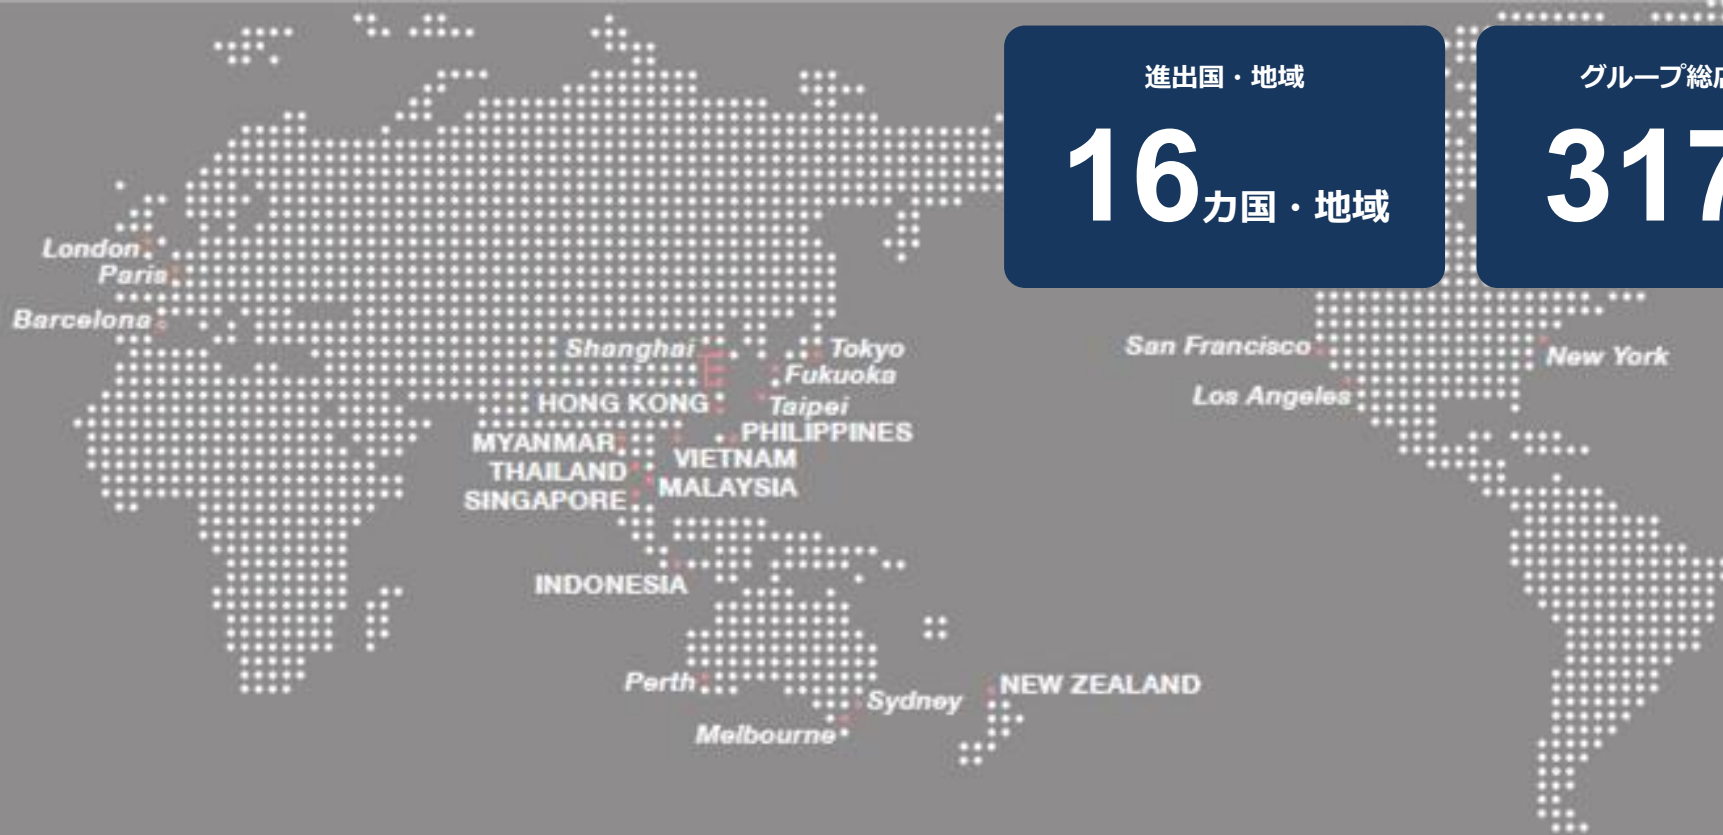 進出国・地域
16カ国・地域
グループ総
317
London
Paris
Barcelona
Shanghai
Tokyo
Fukuoka
HONG KONG
Taipei
PHILIPPINES
MYANMAR
VIETNAM
THAILAND
MALAYSIA
SINGAPORE
INDONESIA
San Francisco
New York
Los Angeles
Perth
Sydney
NEW ZEALAND
Melbourne